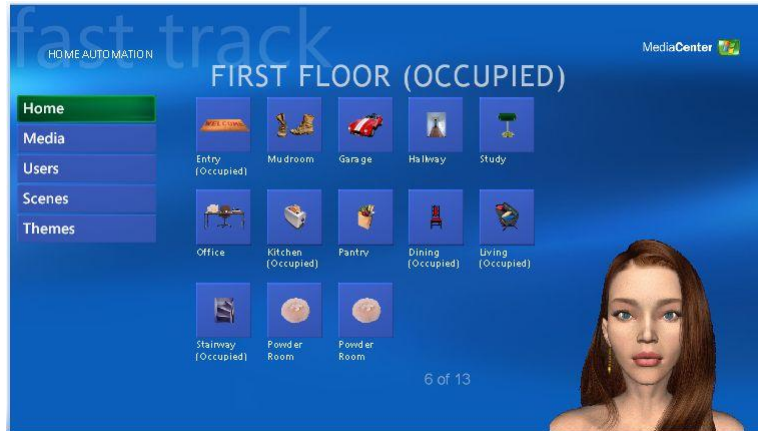 fast track
HOME AUTOMATION
MediaCenter
FIRST FLOOR (OCCUPIED)
Home
Media
Users
Scenes
Themes
WELCOME
Entry
(Occupied)
Mudroom
Garage
Hallway
Study
Office
Kitchen
(Occupied)
Pantry
Dining
(Occupied)
Living
(Occupied)
Stairway
(Occupied)
Powder
Room
Powder
Room
6 of 13